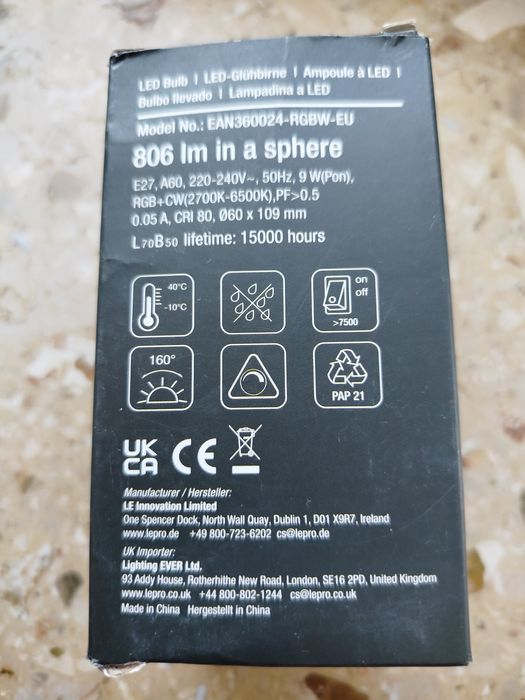 LED Bulb | LED-Glühbirne | Ampoule à LED |
Bulbo llevado | Lampadina a LED
Model No.: EAN360024-RGBW-EU
806 lm in a sphere
E27, A60, 220-240V~, 50Hz, 9 W(Pon),
RGB+CW(2700K-6500K),PF>0.5
0.05 A, CRI 80, Ø60 x 109 mm
L70B50 lifetime: 15000 hours
40°C
-10°C
on
off
>7500
160°
PAP 21
UK
CA
CE
Manufacturer / Hersteller:
LE Innovation Limited
One Spencer Dock, North Wall Quay, Dublin 1, D01 X9R7, Ireland
www.lepro.de +49 800-723-6202 cs@lepro.de
UK Importer:
Lighting EVER Ltd.
93 Addy House, Rotherhithe New Road, London, SE16 2PD, United Kingdom
www.lepro.co.uk +44 800-802-1244 cs@lepro.co.uk
Made in China Hergestellt in China